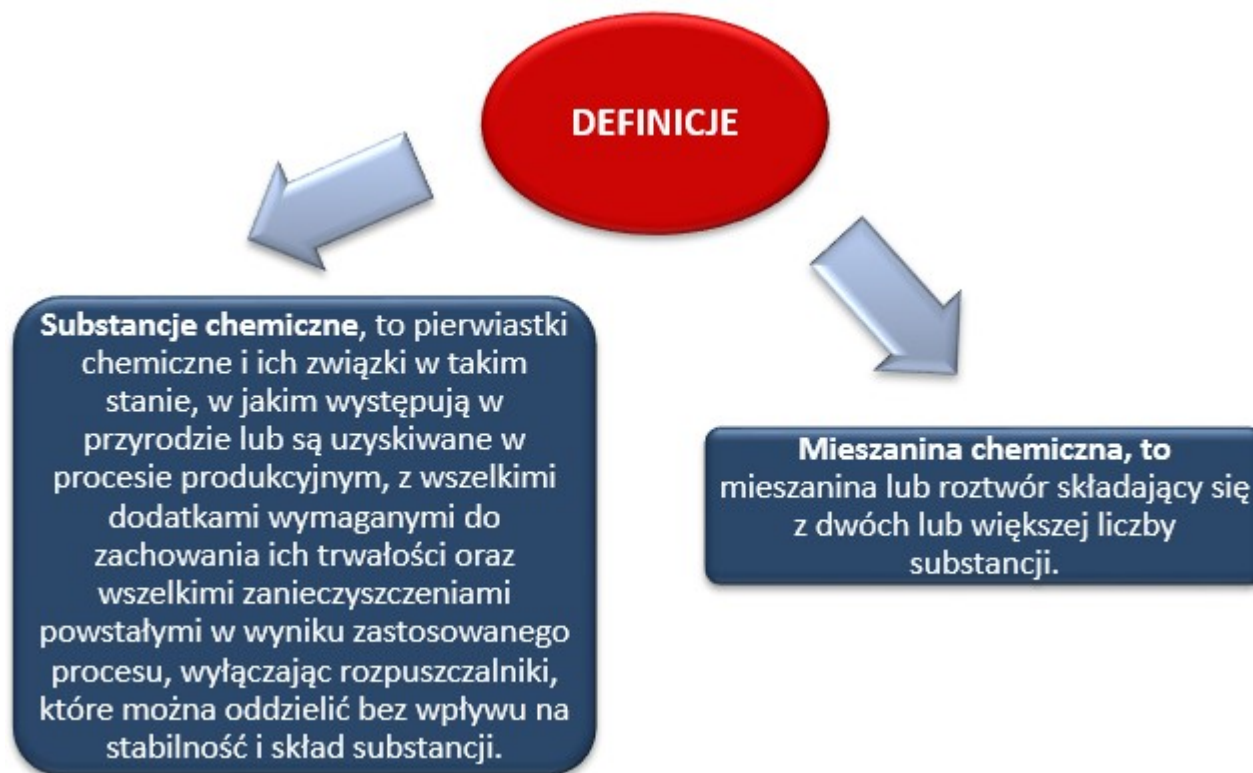 DEFINICJE
Substancje chemiczne, to pierwiastki
chemiczne i ich związki w takim
stanie, w jakim występują w
przyrodzie lub są uzyskiwane w
procesie produkcyjnym, z wszelkimi
dodatkami wymaganymi do
zachowania ich trwałości oraz
wszelkimi zanieczyszczeniami
powstałymi w wyniku zastosowanego
procesu, wyłączając rozpuszczalniki,
które można oddzielić bez wpływu na
stabilność i skład substancji.
Mieszanina chemiczna, to
mieszanina lub roztwór składający się
z dwóch lub większej liczby
substancji.